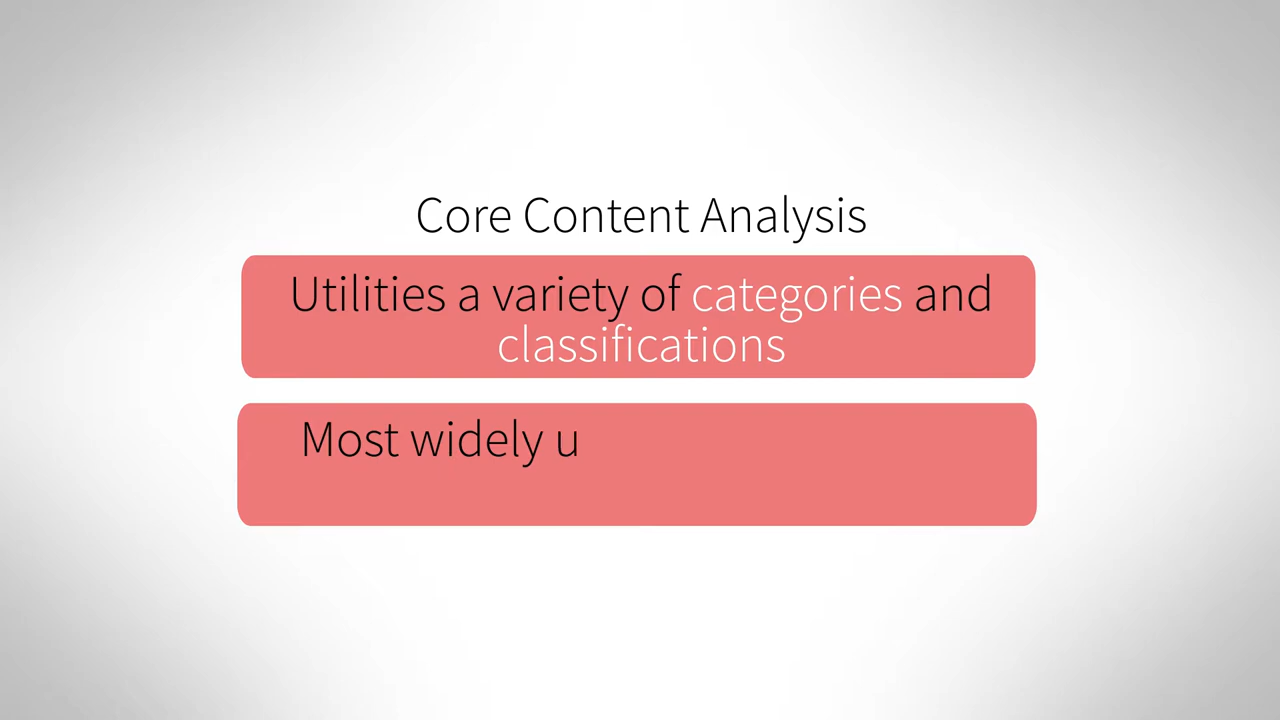 Core Content Analysis
Utilities a variety of categories and
classifications
Most widely u